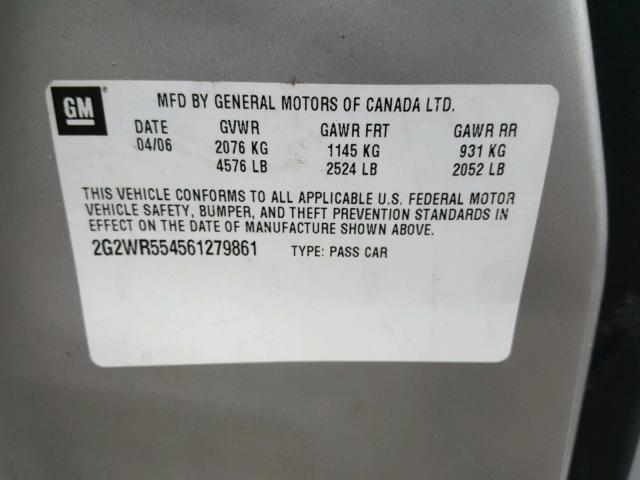 GM
MFD BY GENERAL MOTORS OF CANADA LTD.
DATE GVWR GAWR FRT GAWR RR
04/06 2076 KG 1145 KG 931 KG
4576 LB 2524 LB 2052 LB
THIS VEHICLE CONFORMS TO ALL APPLICABLE U.S. FEDERAL MOTOR
VEHICLE SAFETY, BUMPER, AND THEFT PREVENTION STANDARDS IN
EFFECT ON THE DATE OF MANUFACTURE SHOWN ABOVE.
2G2WR554561279861 TYPE: PASS CAR